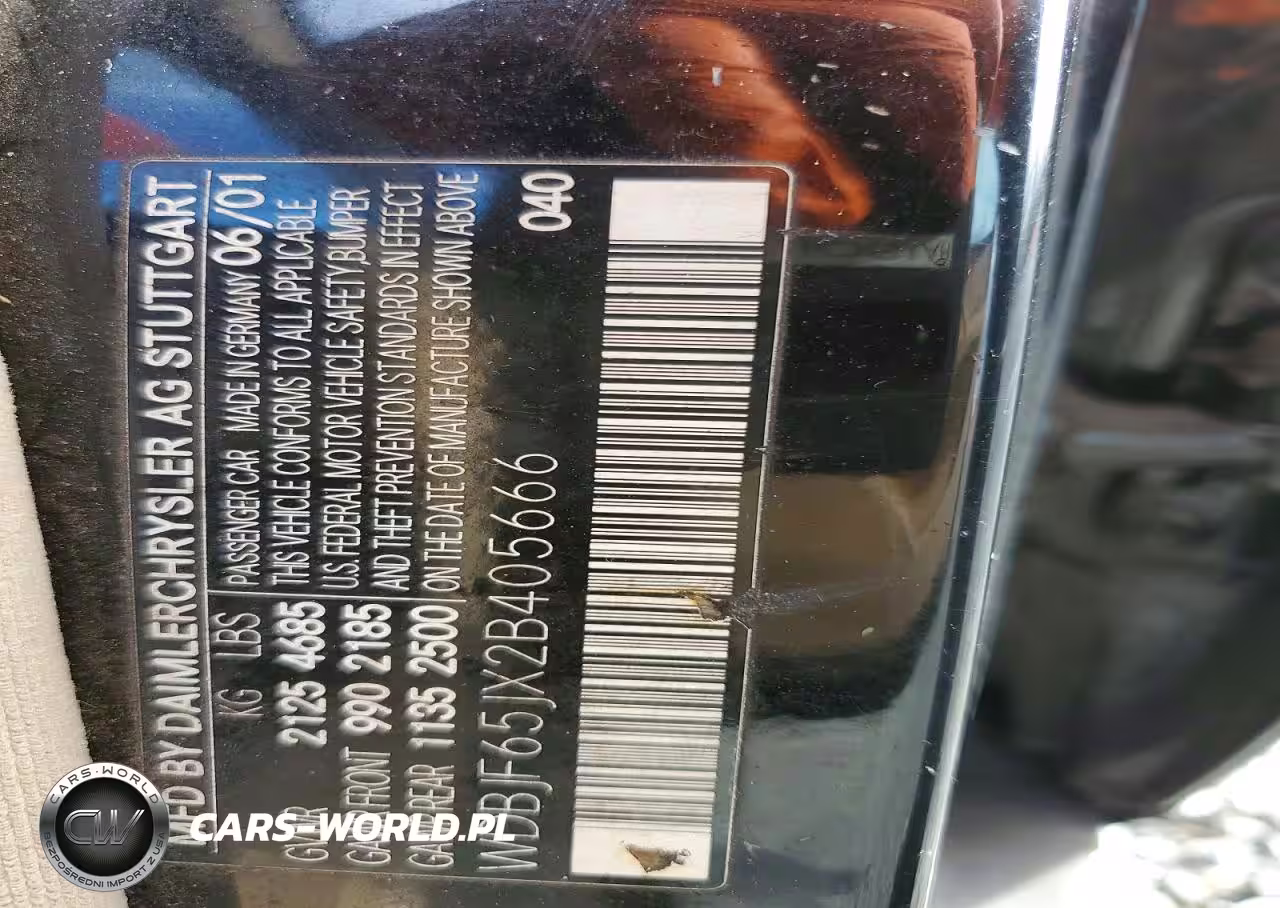 MFD BY DAIMLERCHRYSLER AG STUTTGART
KG LBS
PASSENGER CAR MADE IN GERMANY 06/01
GVWR 2125 4685
THIS VEHICLE CONFORMS TO ALL APPLICABLE
GAWR FRONT 990 2185
U.S. FEDERAL MOTOR VEHICLE SAFETY BUMPER
AND THEFT PREVENTION STANDARDS IN EFFECT
GAWR REAR 1135 2500
ON THE DATE OF MANUFACTURE SHOWN ABOVE
WDBJF65JX2B405666
040
CARS-WORLD
CW
BEZPOŚREDNI IMPORT Z USA
CARS-WORLD.PL